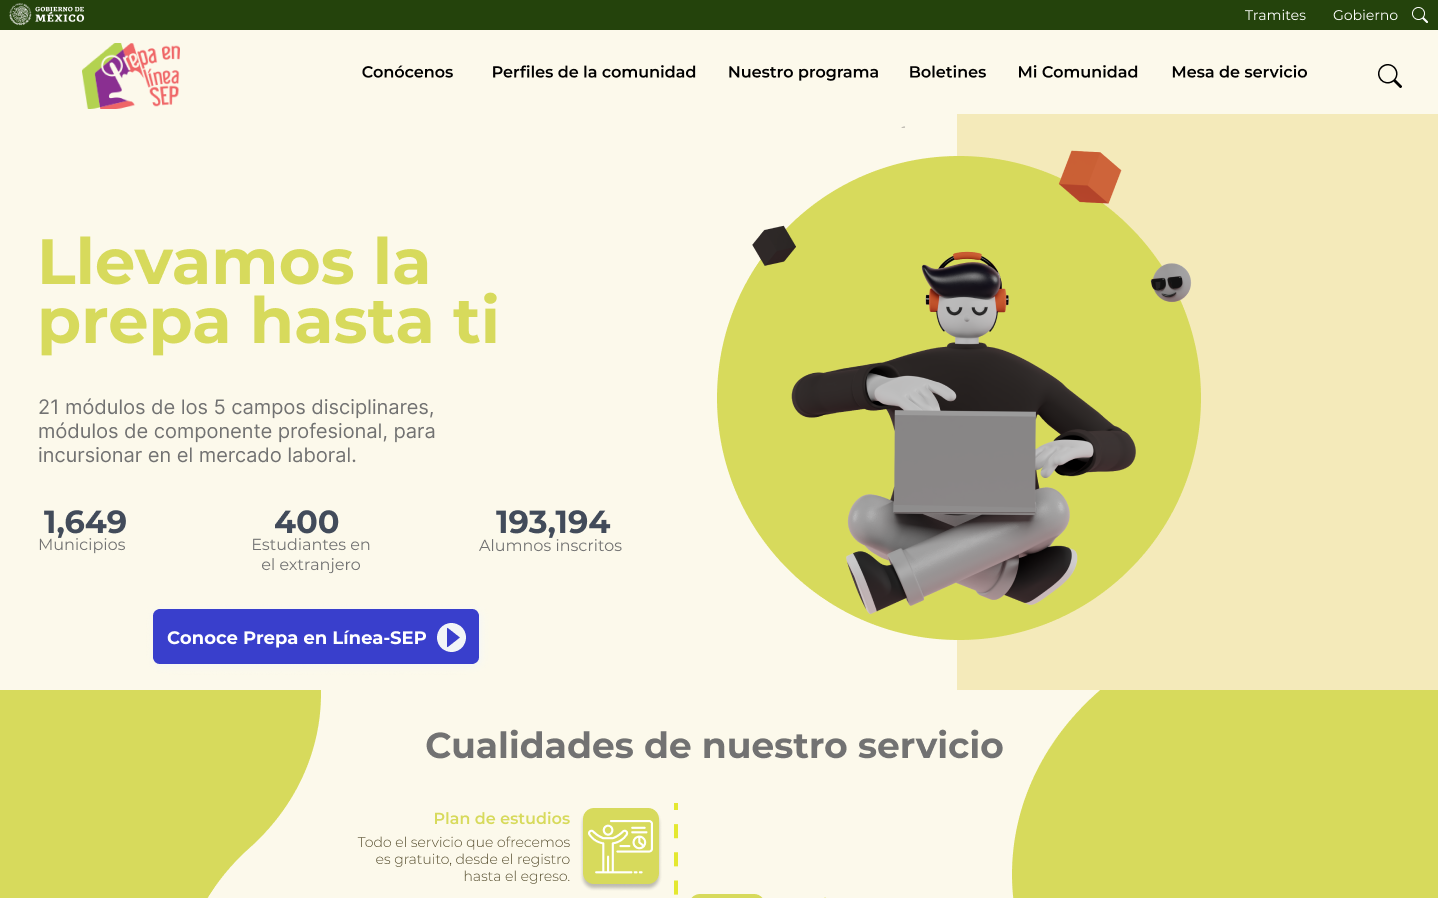 GOBIERNO DE
MÉXICO
Tramites
Gobierno
Prepa en
línea
SEP
Conócenos
Perfiles de la comunidad
Nuestro programa
Boletines
Mi Comunidad
Mesa de servicio
Llevamos la
prepa hasta ti
21 módulos de los 5 campos disciplinares,
módulos de componente profesional, para
incursionar en el mercado laboral.
1,649
Municipios
400
Estudiantes en
el extranjero
193,194
Alumnos inscritos
Conoce Prepa en Línea-SEP
Cualidades de nuestro servicio
Plan de estudios
Todo el servicio que ofrecemos
es gratuito, desde el registro
hasta el egreso.